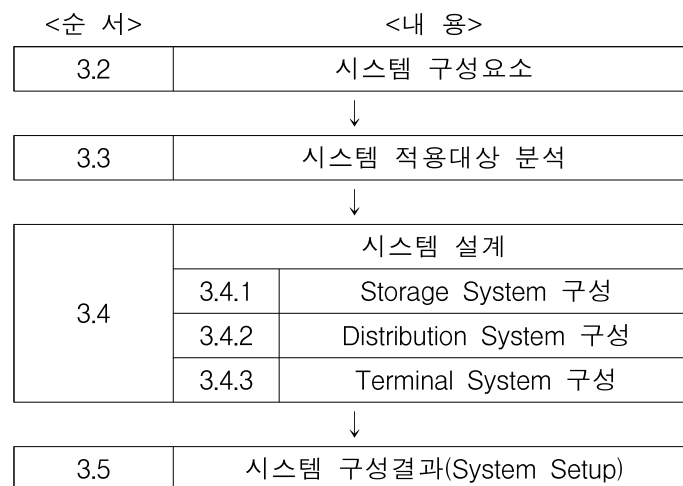 <순 서> <내 용>
3.2 시스템 구성요소
↓
3.3 시스템 적용대상 분석
↓
시스템 설계
3.4
3.4.1 Storage System 구성
3.4.2 Distribution System 구성
3.4.3 Terminal System 구성
↓
3.5 시스템 구성결과(System Setup)